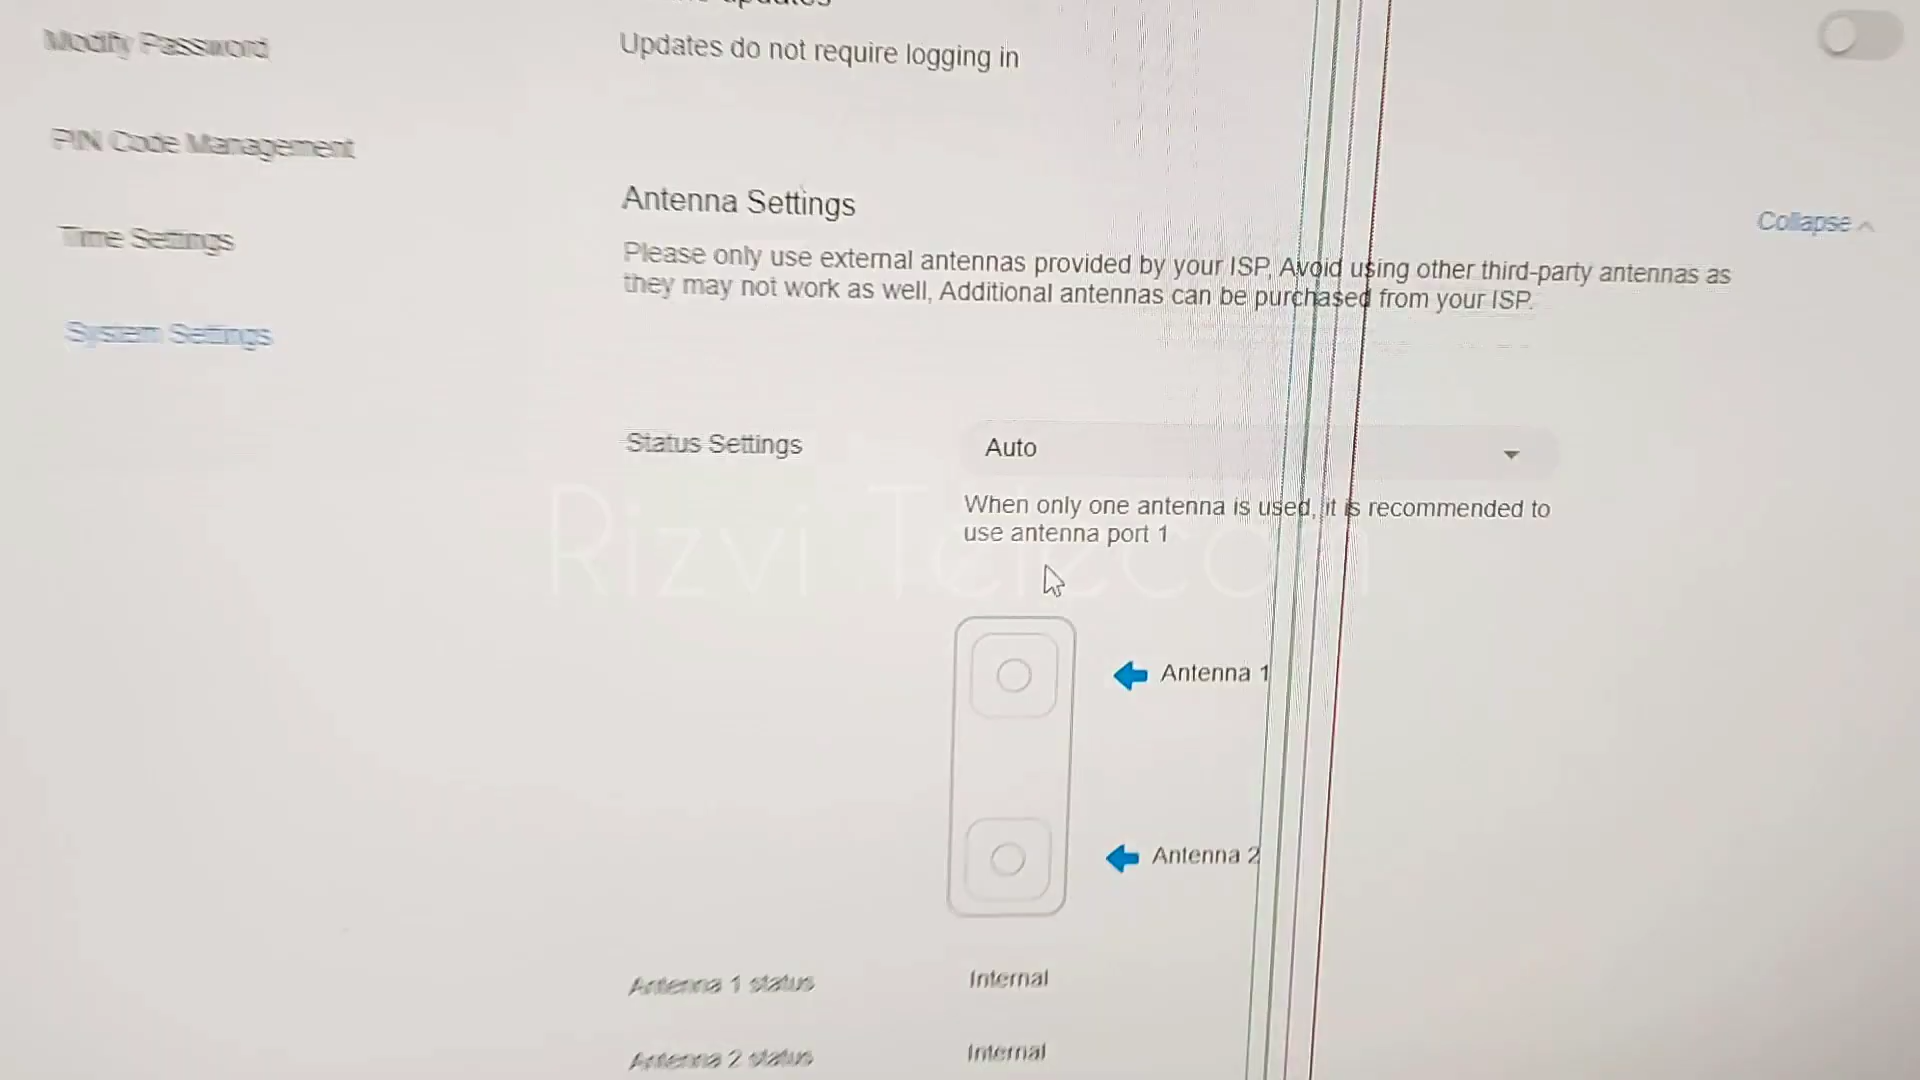 Modify Password
Updates do not require logging in
PIN Code Management
Antenna Settings
Collapse
Time Settings
Please only use external antennas provided by your ISP, Avoid using other third-party antennas as
they may not work as well, Additional antennas can be purchased from your ISP.
System Settings
Status Settings
Auto
When only one antenna is used, it is recommended to
use antenna port 1
Rizvi Telecom
Antenna 1
Antenna 2
Antenna 1 status
Internal
Antenna 2 status
Internal